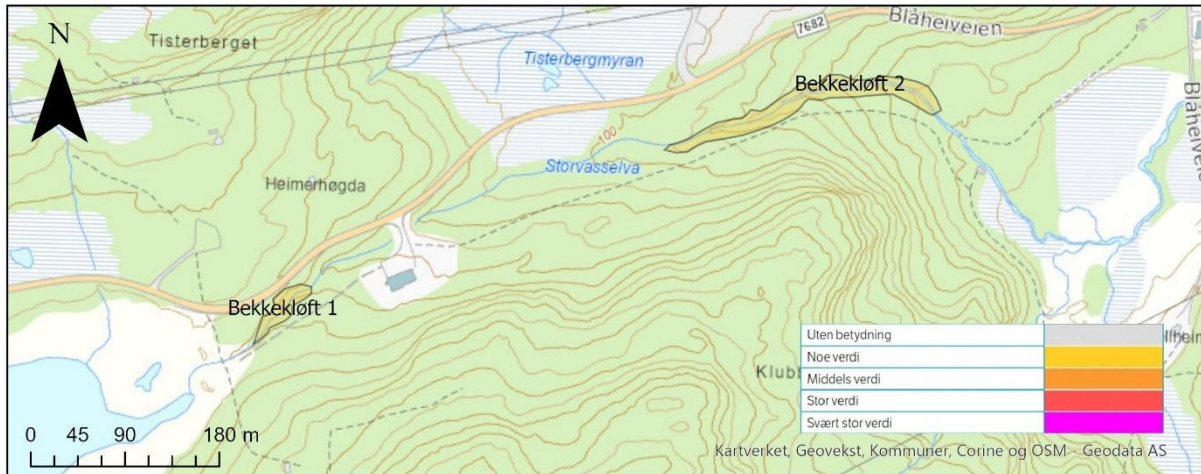 N
Tisterberget
Tisterbergmyran
7682
Blåheiveien
Bekkekløft 2
Blåheiveie
100
Storvasselva
Heimerhøgda
Bekkekløft 1
Klubb
Uten betydning
Noe verdi
Middels verdi
Stor verdi
Svært stor verdi
0 45 90 180 m
Kartverket, Geovekst, Kommuner, Corine og OSM - Geodata AS